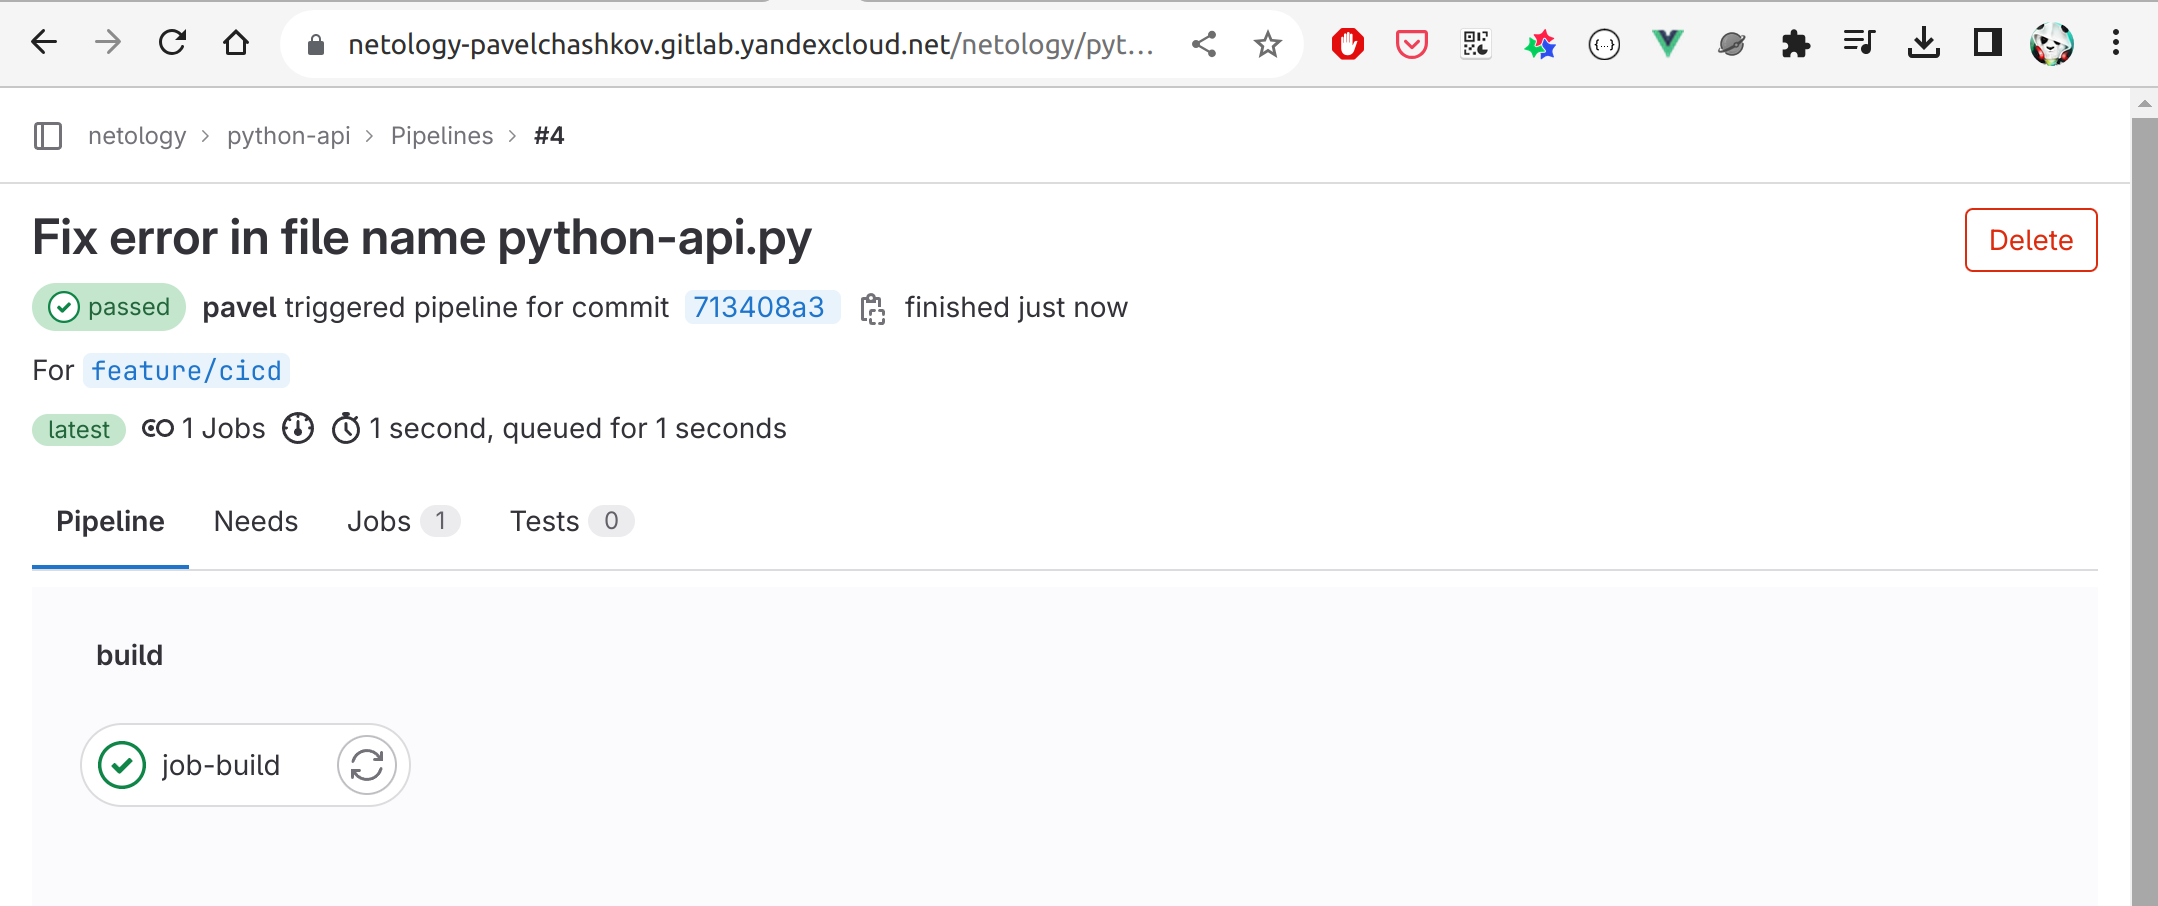 netology-pavelchashkov.gitlab.yandexcloud.net/netology/pyt...
netology > python-api > Pipelines > #4
Fix error in file name python-api.py
Delete
passed pavel triggered pipeline for commit 713408a3 finished just now
For feature/cicd
latest 1 Jobs 1 second, queued for 1 seconds
Pipeline Needs Jobs 1 Tests 0
build
job-build